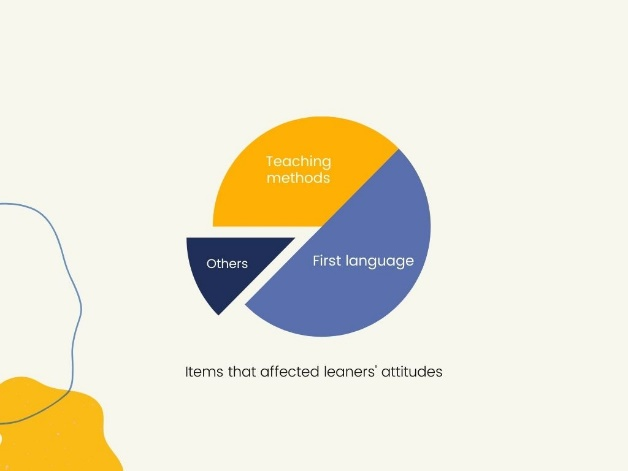 Teaching
methods
First language
Others
Items that affected leaners' attitudes